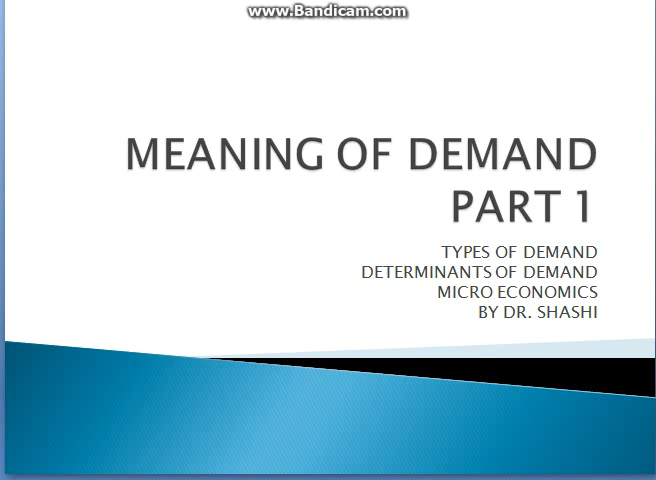 www.Bandicam.com
MEANING OF DEMAND
PART 1
TYPES OF DEMAND
DETERMINANTS OF DEMAND
MICRO ECONOMICS
BY DR. SHASHI